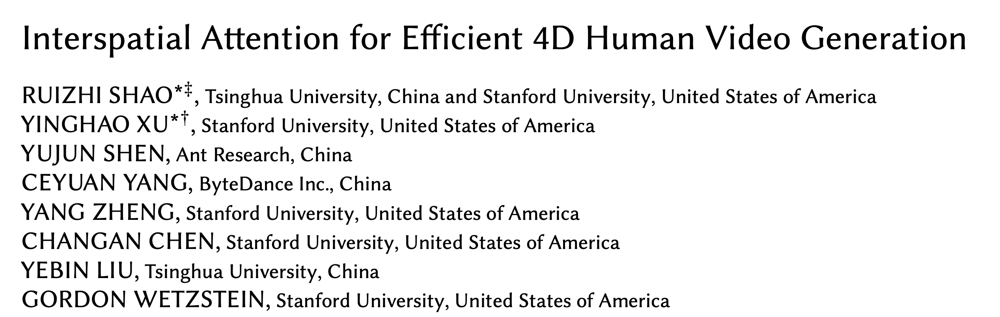 Interspatial Attention for Efficient 4D Human Video Generation
RUIZHI SHAO*‡, Tsinghua University, China and Stanford University, United States of America
YINGHAO XU*†, Stanford University, United States of America
YUJUN SHEN, Ant Research, China
CEYUAN YANG, ByteDance Inc., China
YANG ZHENG, Stanford University, United States of America
CHANGAN CHEN, Stanford University, United States of America
YEBIN LIU, Tsinghua University, China
GORDON WETZSTEIN, Stanford University, United States of America